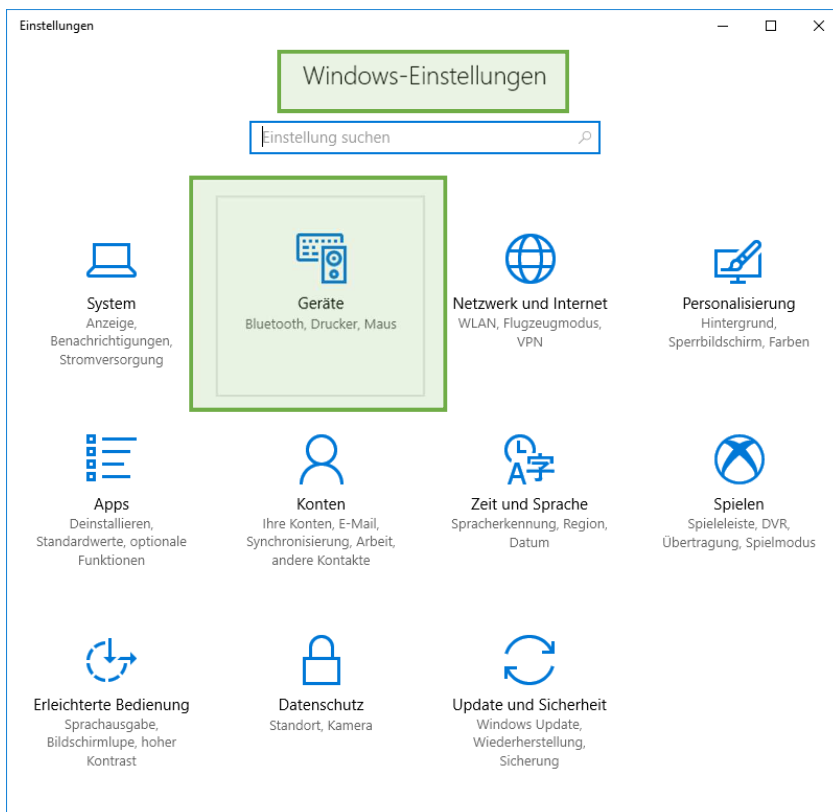 Einstellungen
Windows-Einstellungen
Einstellung suchen
System
Anzeige,
Benachrichtigungen,
Stromversorgung
Geräte
Bluetooth, Drucker, Maus
Netzwerk und Internet
WLAN, Flugzeugmodus,
VPN
Personalisierung
Hintergrund,
Sperrbildschirm, Farben
Apps
Deinstallieren,
Standardwerte, optionale
Funktionen
Konten
Ihre Konten, E-Mail,
Synchronisierung, Arbeit,
andere Kontakte
A字
Zeit und Sprache
Spracherkennung, Region,
Datum
Spielen
Spieleleiste, DVR,
Übertragung, Spielmodus
Erleichterte Bedienung
Sprachausgabe,
Bildschirmlupe, hoher
Kontrast
Datenschutz
Standort, Kamera
Update und Sicherheit
Windows Update,
Wiederherstellung,
Sicherung